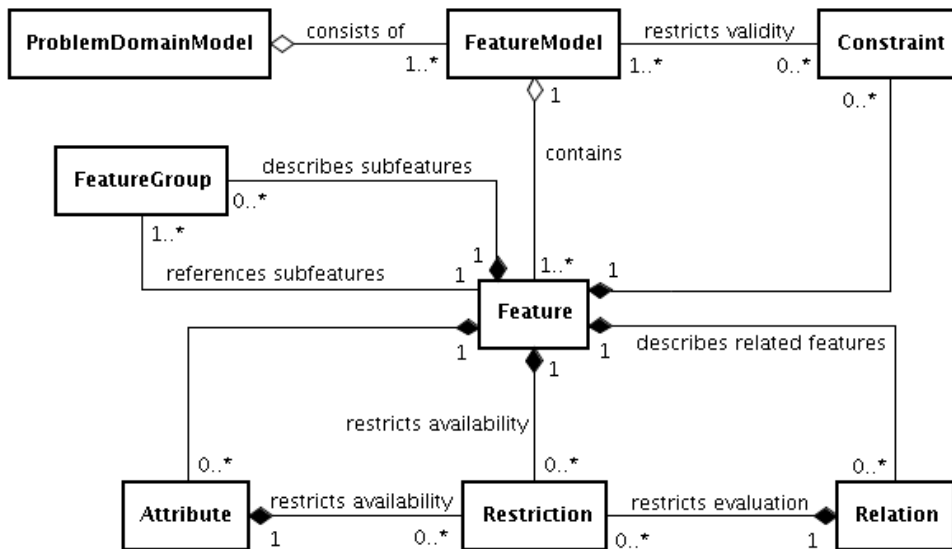 ProblemDomainModel
consists of
1..*
FeatureModel
1..*
restricts validity
0..*
Constraint
0..*
1
contains
FeatureGroup
describes subfeatures
0..*
1..*
1
references subfeatures
1
1..*
1
Feature
1
1
1
describes related features
restricts availability
0..*
0..*
0..*
Attribute
restricts availability
1
0..*
Restriction
restricts evaluation
0..*
1
Relation